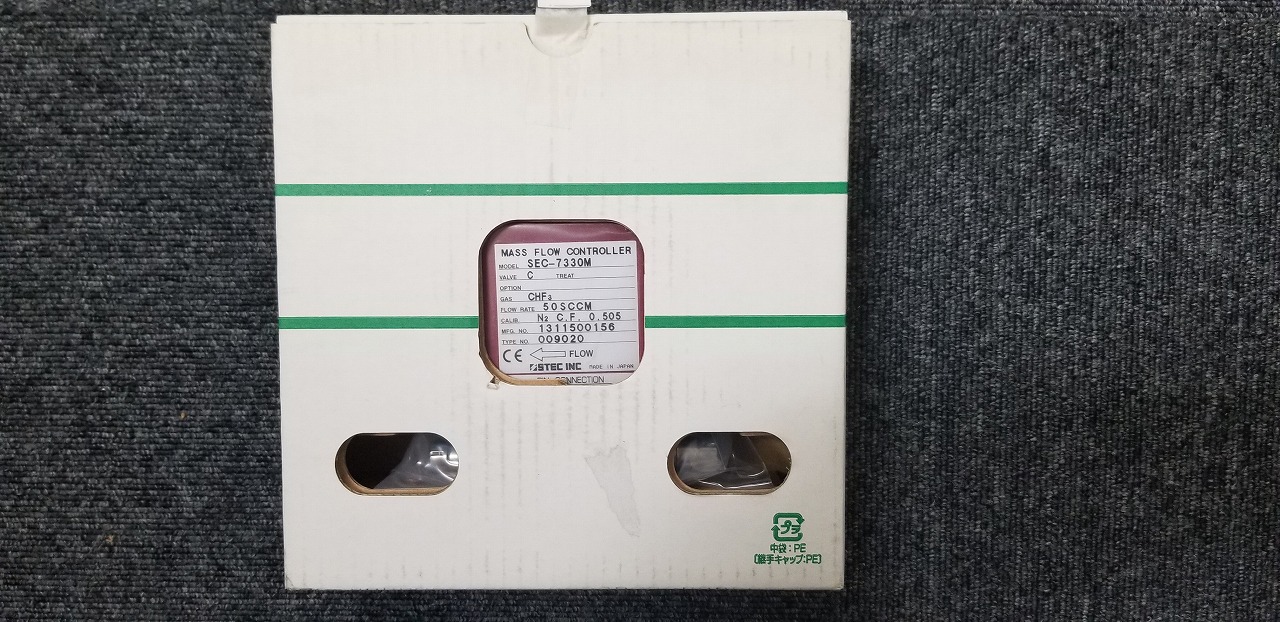 MASS FLOW CONTROLLER
MODEL SEC-7330M
VALVE C TREAT
OPTION
GAS CHF₃
FLOW RATE 50SCCM
CALIB. N₂ C.F. 0.505
MFG. NO. 1311500156
TYPE NO. 009020
CE FLOW
STEC INC MADE IN JAPAN
CONNECTION
プラ
中袋:PE
(継手キャップ:PE)